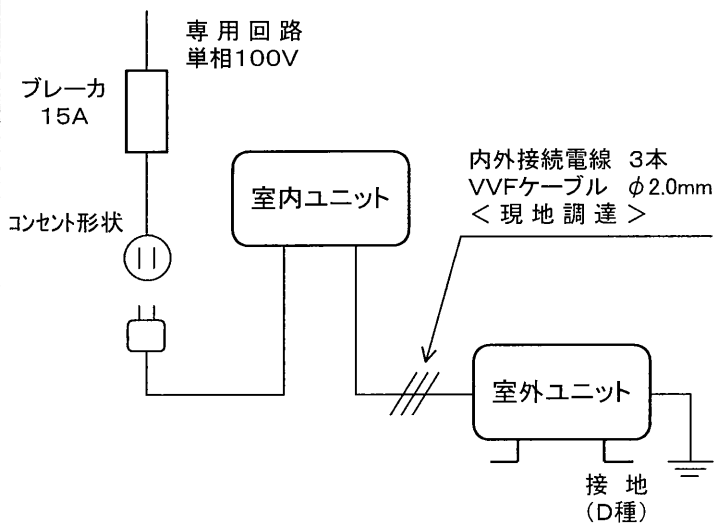 専用回路
単相100V
ブレーカ
15A
コンセント形状
室内ユニット
内外接続電線 3本
VVFケーブル φ2.0mm
<現地調達>
室外ユニット
接 地
(D種)